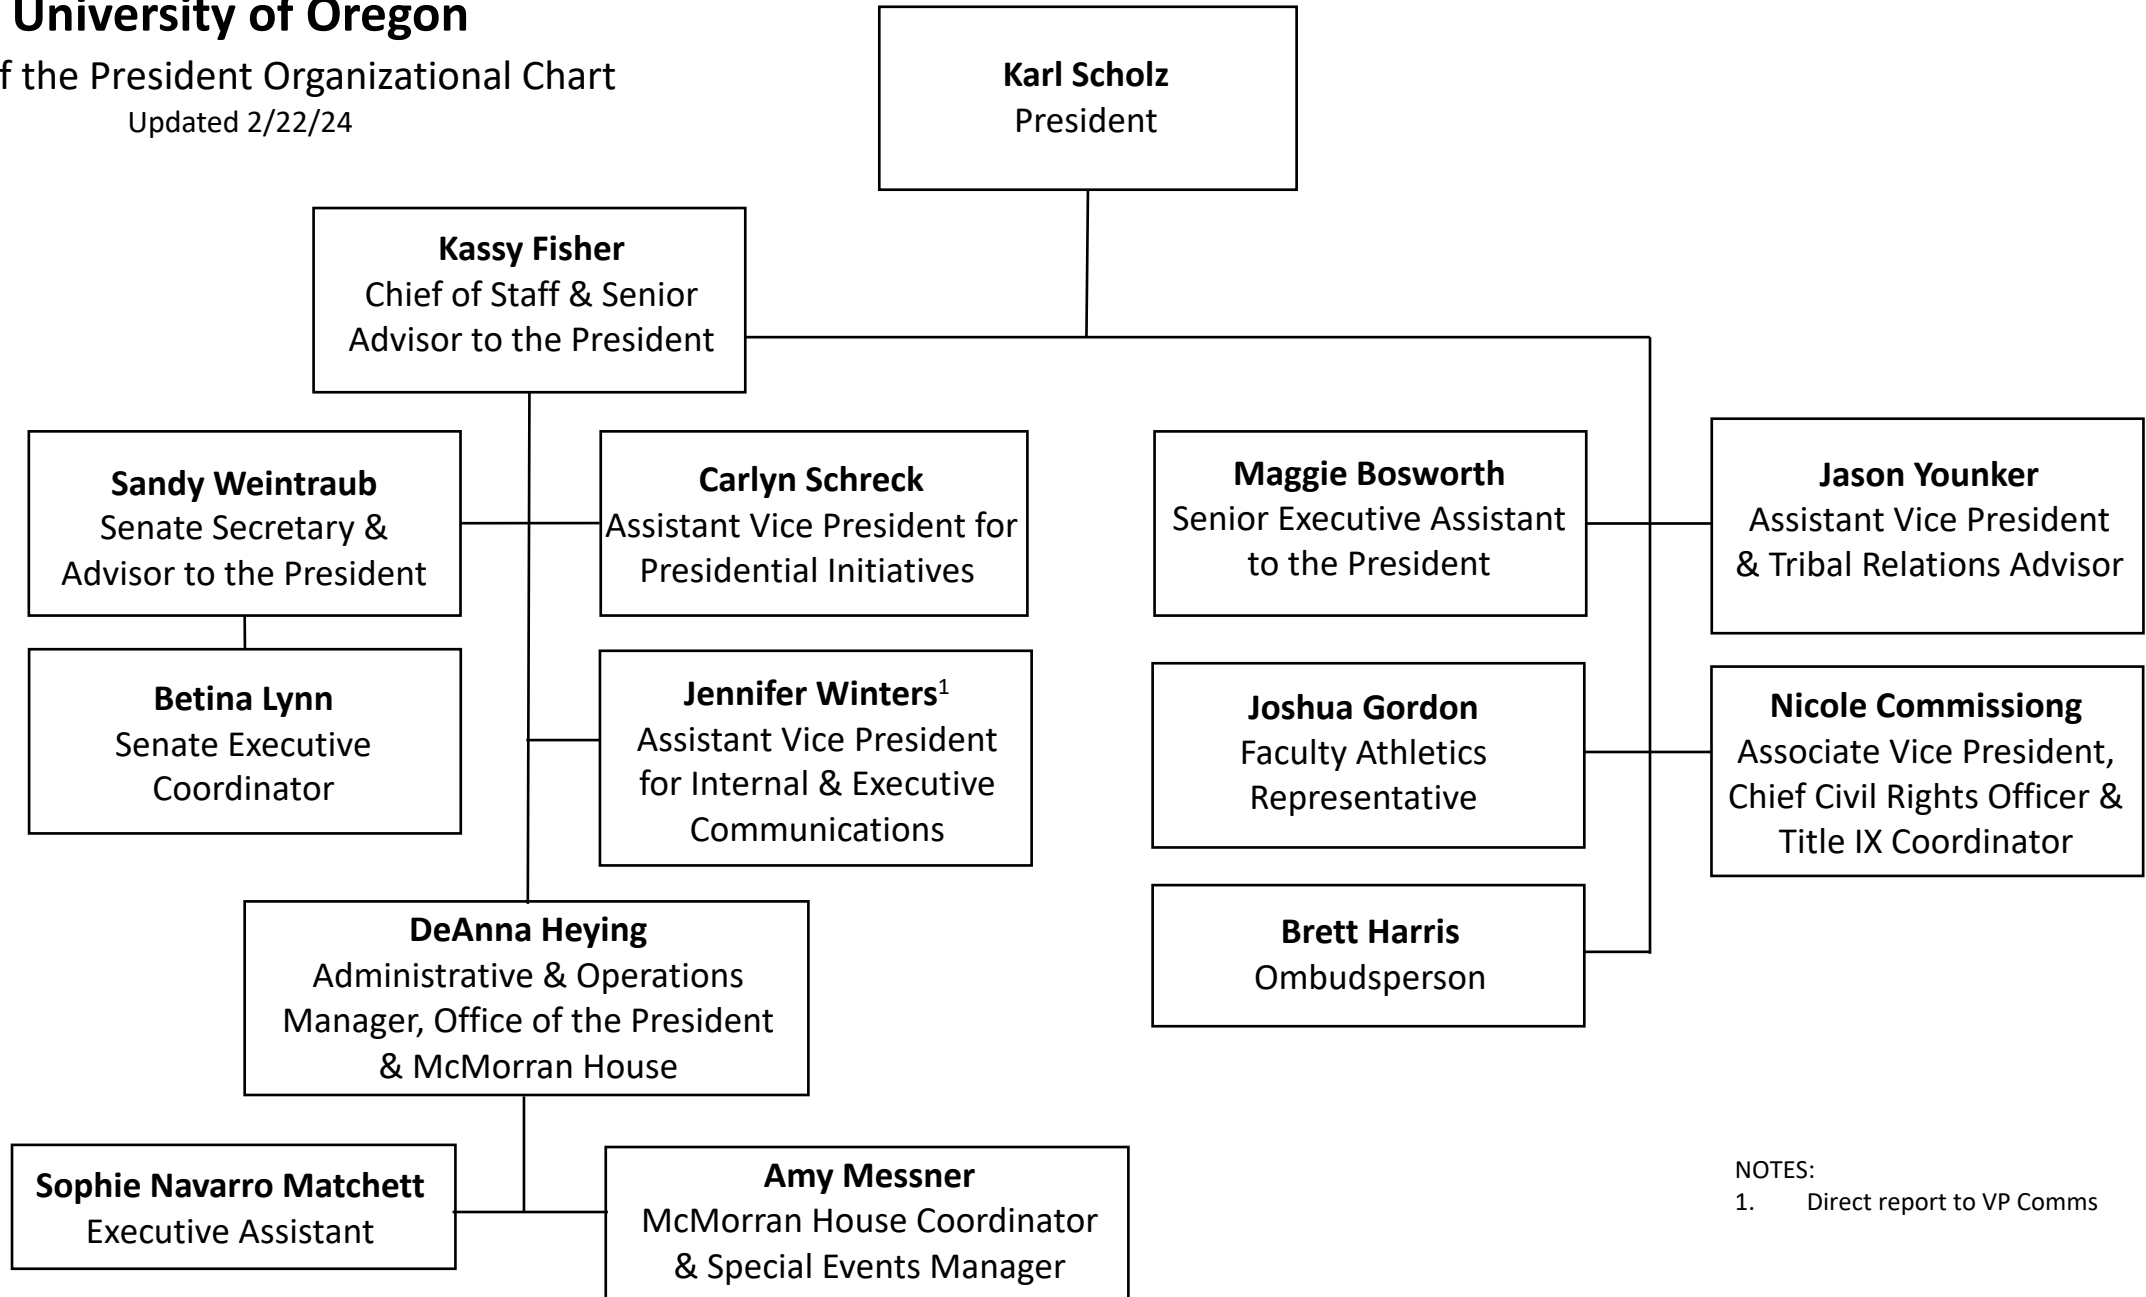 University of Oregon
f the President Organizational Chart
Updated 2/22/24
Karl Scholz
President
Kassy Fisher
Chief of Staff & Senior
Advisor to the President
Sandy Weintraub
Senate Secretary &
Advisor to the President
Carlyn Schreck
Assistant Vice President for
Presidential Initiatives
Maggie Bosworth
Senior Executive Assistant
to the President
Jason Younker
Assistant Vice President
& Tribal Relations Advisor
Betina Lynn
Senate Executive
Coordinator
Jennifer Winters¹
Assistant Vice President
for Internal & Executive
Communications
Joshua Gordon
Faculty Athletics
Representative
Nicole Commissiong
Associate Vice President,
Chief Civil Rights Officer &
Title IX Coordinator
DeAnna Heying
Administrative & Operations
Manager, Office of the President
& McMorran House
Brett Harris
Ombudsperson
Sophie Navarro Matchett
Executive Assistant
Amy Messner
McMorran House Coordinator
& Special Events Manager
NOTES:
1. Direct report to VP Comms